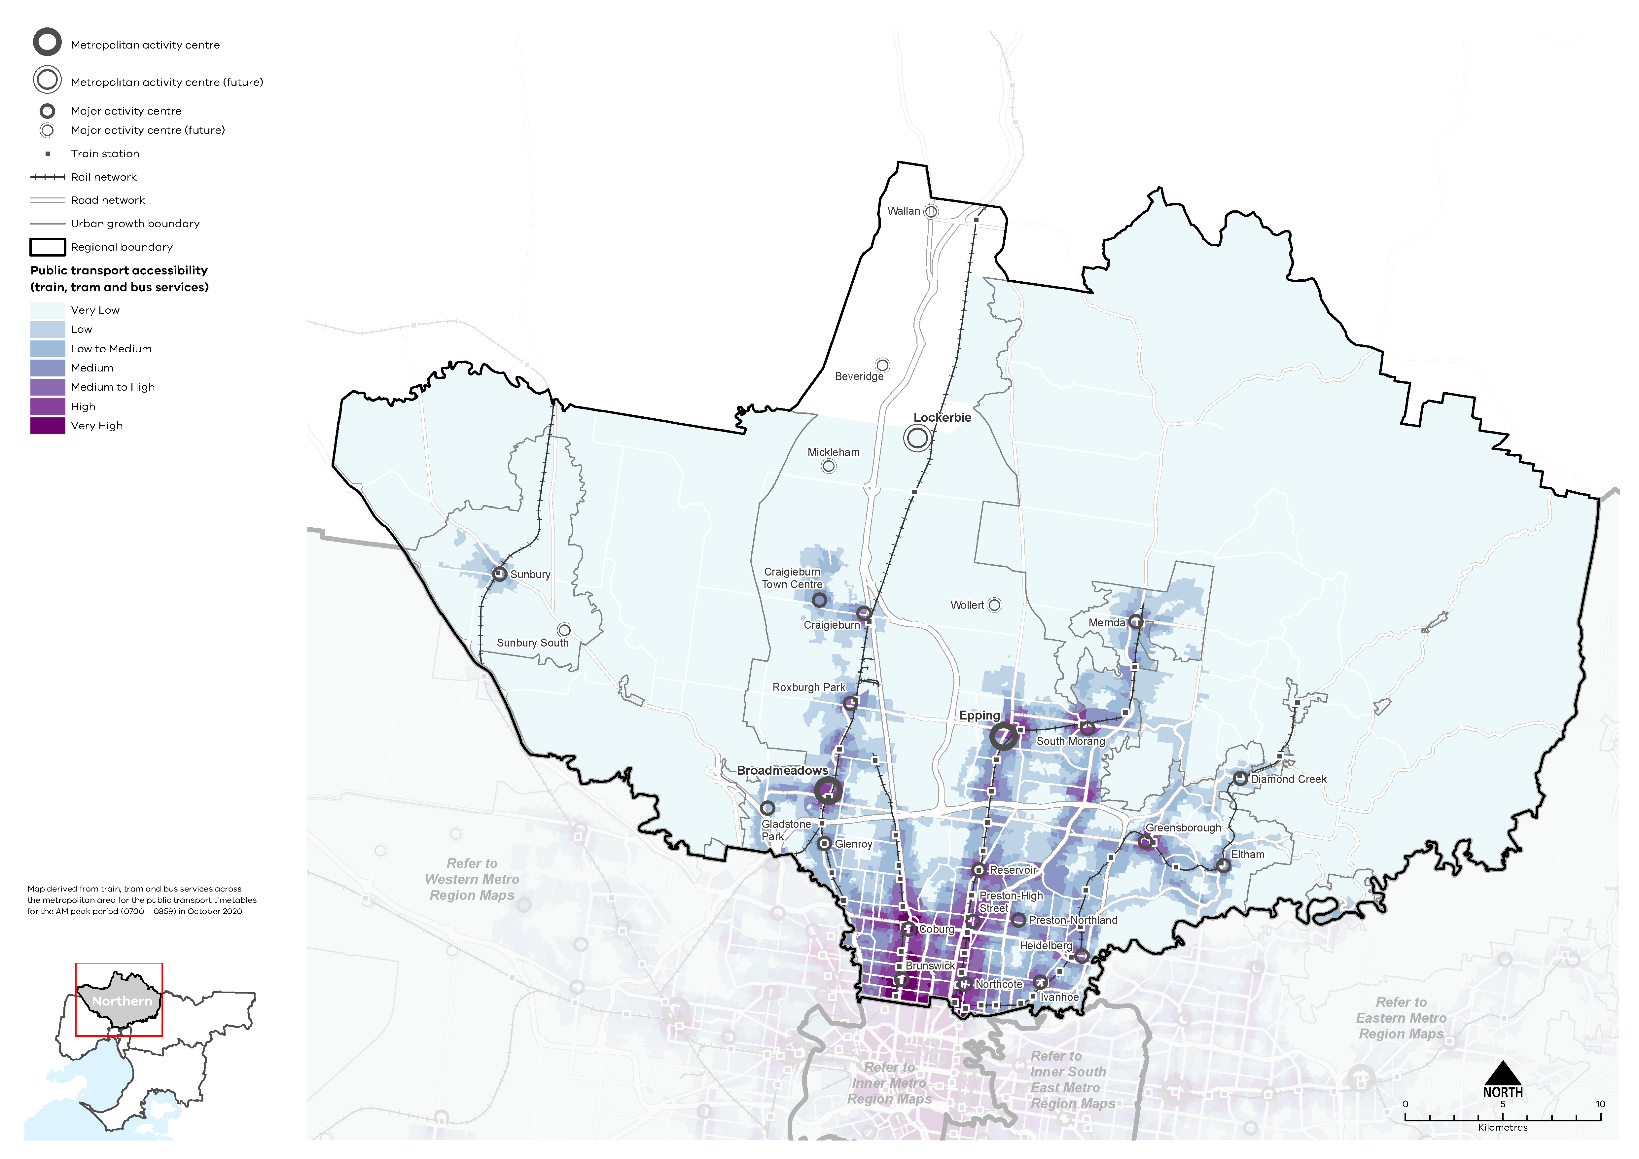 Metropolitan activity centre
Metropolitan activity centre (future)
Major activity centre
Major activity centre (future)
Train station
Rail network
Road network
Urban growth boundary
Regional boundary
Public transport accessibility
(train, tram and bus services)
Very Low
Low
Low to Medium
Medium
Medium to High
High
Very High
Map derived from train, tram and bus services across
the metropolitan area for the public transport timetables
for the AM peak period (0700 - 0859) in October 2020
Northern
Wallan
Beveridge
Lockerbie
Mickleham
Sunbury
Craigieburn
Town Centre
Wollert
Craigieburn
Mernda
Sunbury South
Roxburgh Park
Epping
South Morang
Broadmeadows
Diamond Creek
Gladstone
Park
Greensborough
Glenroy
Eltham
Reservoir
Preston-High
Street
Preston-Northland
Coburg
Heidelberg
Brunswick
Northcote
Ivanhoe
Refer to
Western Metro
Region Maps
Refer to
Inner Metro
Region Maps
Refer to
Inner South
East Metro
Region Maps
Refer to
Eastern Metro
Region Maps
NORTH
0
5
10
Kilometres